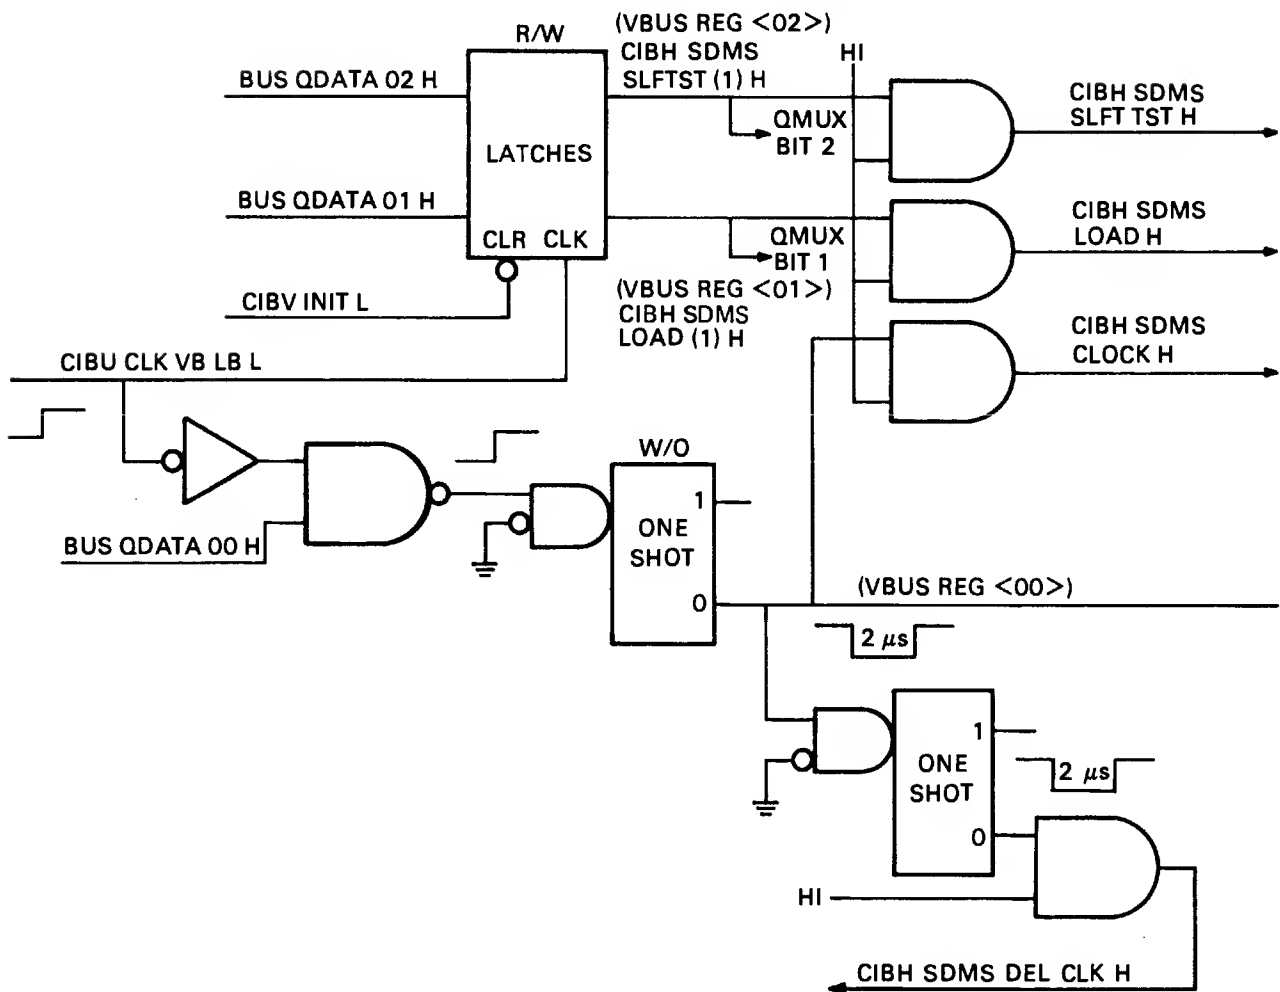 R/W
(VBUS REG <02>)
CIBH SDMS
SLFTST (1) H
HI
BUS QDATA 02 H
QMUX
BIT 2
CIBH SDMS
SLFT TST H
LATCHES
BUS QDATA 01 H
CLR CLK
QMUX
BIT 1
CIBH SDMS
LOAD H
CIBV INIT L
(VBUS REG <01>)
CIBH SDMS
LOAD (1) H
CIBH SDMS
CLOCK H
CIBU CLK VB LB L
W/O
1
ONE
SHOT
0
BUS QDATA 00 H
(VBUS REG <00>)
2 μs
1
ONE
SHOT
0
2 μs
HI
CIBH SDMS DEL CLK H